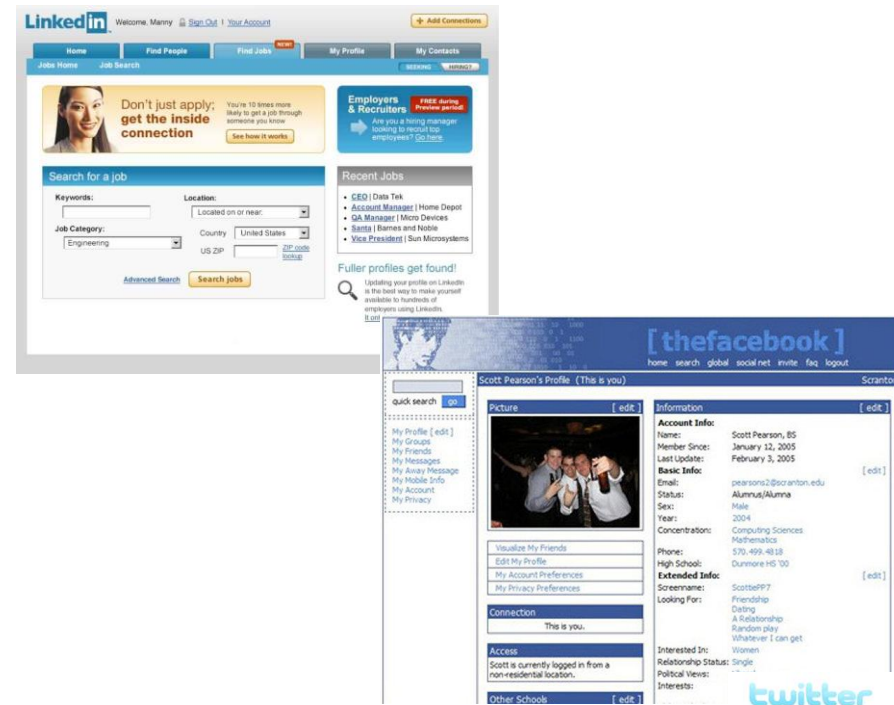 Linked in
Welcome, Manny Sign Out | Your Account
+ Add Connections
Home Find People Find Jobs NEW! My Profile My Contacts
Jobs Home Job Search SEEKING HIRING?
Don't just apply;
get the inside
connection
You're 10 times more
likely to get a job through
someone you know
See how it works
Employers
& Recruiters
FREE during
Preview period!
Are you a hiring manager
looking to recruit top
employees? Go here.
Search for a job
Keywords:
Location:
Located on or near:
Job Category:
Engineering
Country United States
US ZIP
ZIP code
lookup
Advanced Search Search jobs
Recent Jobs
• CEO | Data Tek
• Account Manager | Home Depot
• QA Manager | Micro Devices
• Santa | Barnes and Noble
• Vice President | Sun Microsystems
Fuller profiles get found!
Updating your profile on LinkedIn
is the best way to make yourself
available to hundreds of
employers using LinkedIn.
[ thefacebook ]
home search global social net invite faq logout
Scott Pearson's Profile (This is you) Scranto
quick search go
My Profile [ edit ]
My Groups
My Friends
My Messages
My Away Message
My Mobile Info
My Account
My Privacy
Picture [ edit ]
Visualize My Friends
Edit My Profile
My Account Preferences
My Privacy Preferences
Connection
This is you.
Access
Scott is currently logged in from a
non-residential location.
Other Schools [ edit ]
Information [ edit ]
Account Info:
Name: Scott Pearson, BS
Member Since: January 12, 2005
Last Update: February 3, 2005
Basic Info: [ edit ]
Email: pearsons2@scranton.edu
Status: Alumnus/Alumna
Sex: Male
Year: 2004
Concentration: Computing Sciences
Mathematics
Phone: 570.499.4818
High School: Dunmore HS '00
Extended Info: [ edit ]
Screenname: ScottiePP7
Looking For: Friendship
Dating
A Relationship
Random play
Whatever I can get
Interested In: Women
Relationship Status: Single
Political Views:
Interests:
twitter